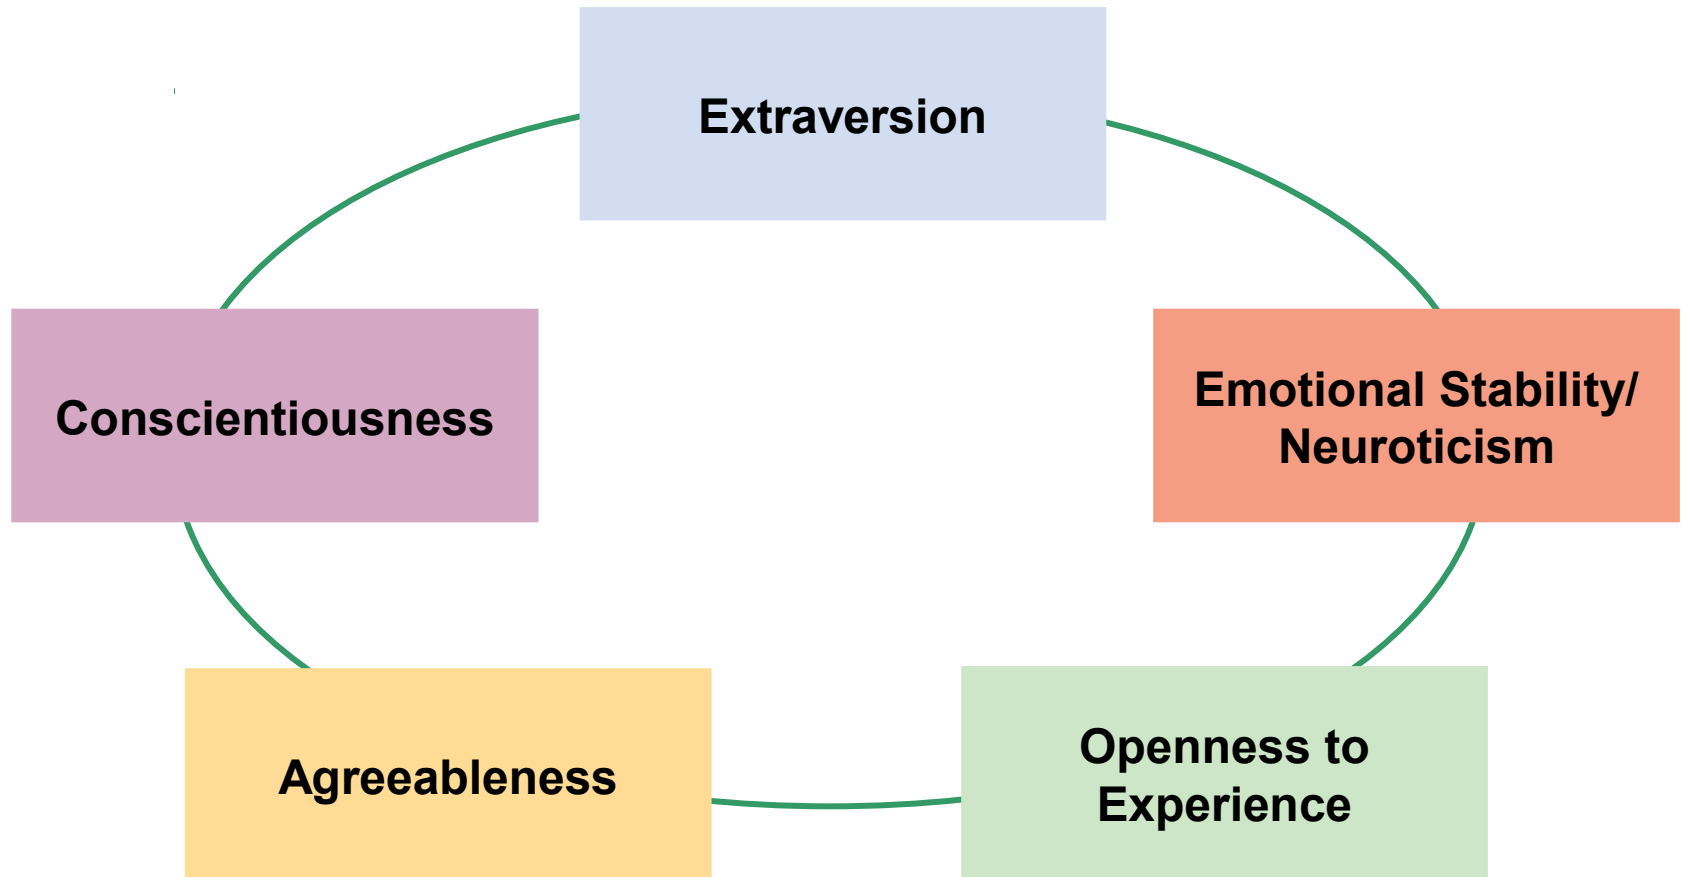 Extraversion
Emotional Stability/
Neuroticism
Conscientiousness
Openness to
Experience
Agreeableness